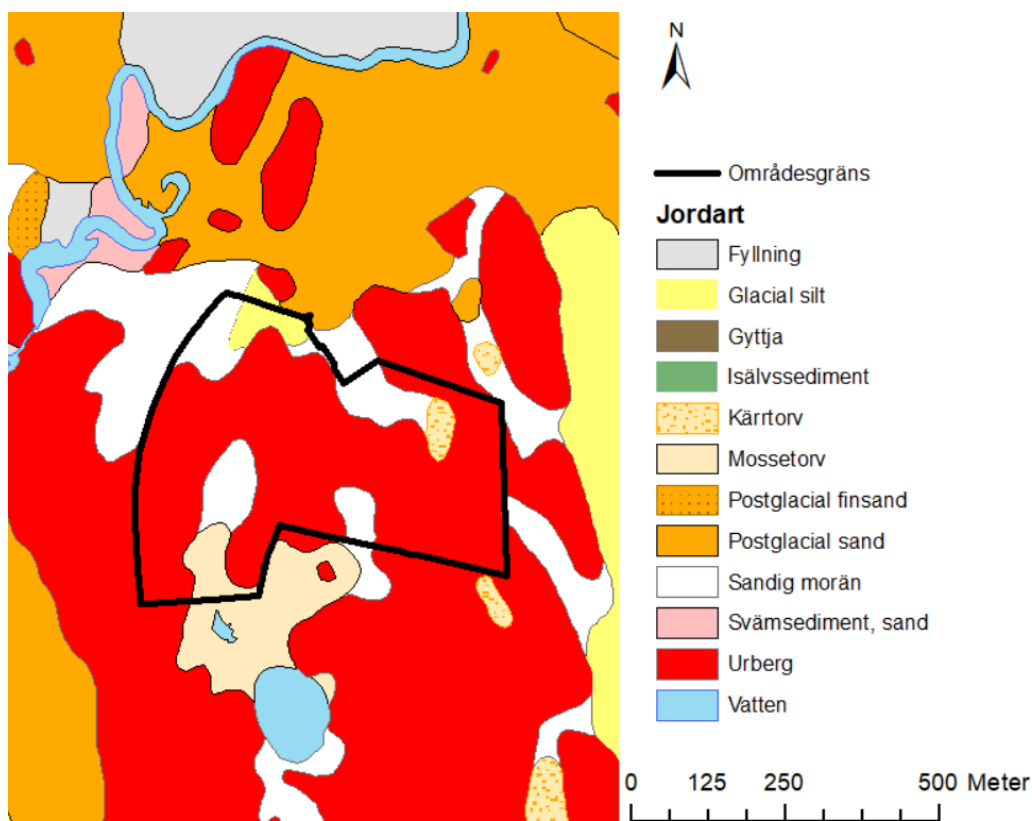 N
Områdesgräns
Jordart
Fyllning
Glacial silt
Gyttja
Isälvssediment
Kärrtorv
Mossetorv
Postglacial finsand
Postglacial sand
Sandig morän
Svämsediment, sand
Urberg
Vatten
0 125 250 500 Meter